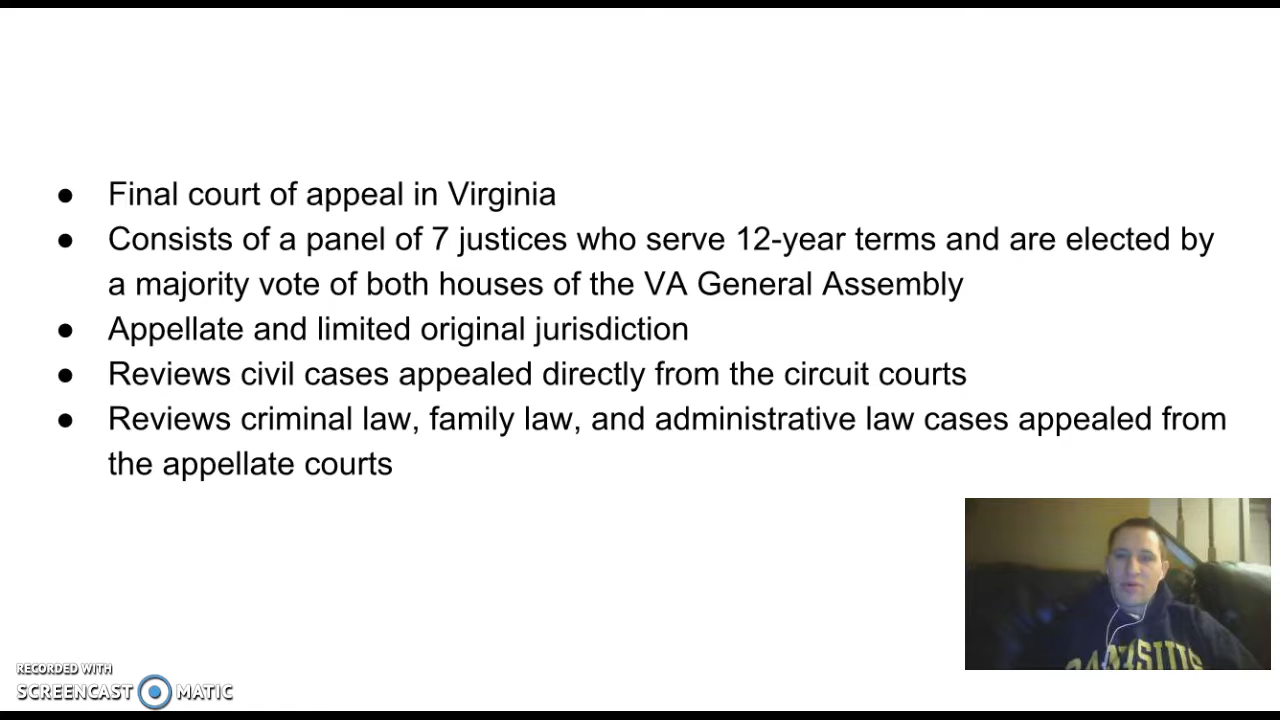 ● Final court of appeal in Virginia
● Consists of a panel of 7 justices who serve 12-year terms and are elected by
a majority vote of both houses of the VA General Assembly
● Appellate and limited original jurisdiction
● Reviews civil cases appealed directly from the circuit courts
● Reviews criminal law, family law, and administrative law cases appealed from
the appellate courts
RECORDED WITH
SCREENCAST MATIC